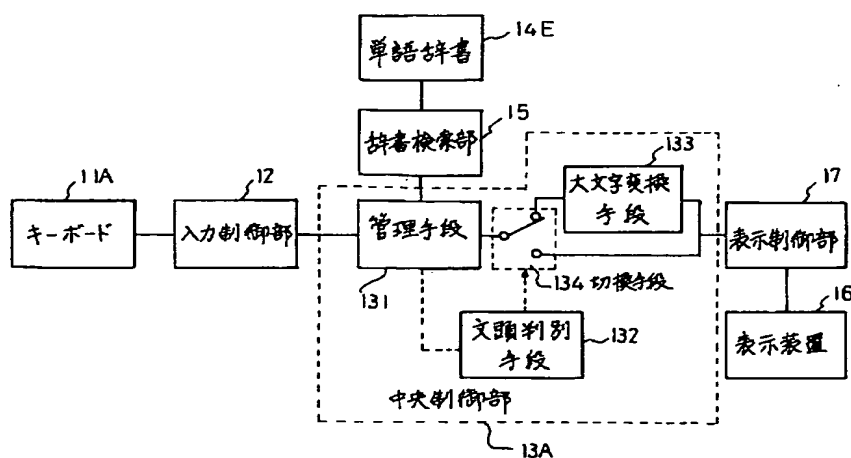 14E
単語辞書
15
辞書検索部
133
11A
12
大文字変換
手段
17
キーボード
入力制御部
管理手段
表示制御部
131
134 切換手段
16
文頭判別
手段
132
表示装置
中央制御部
13A